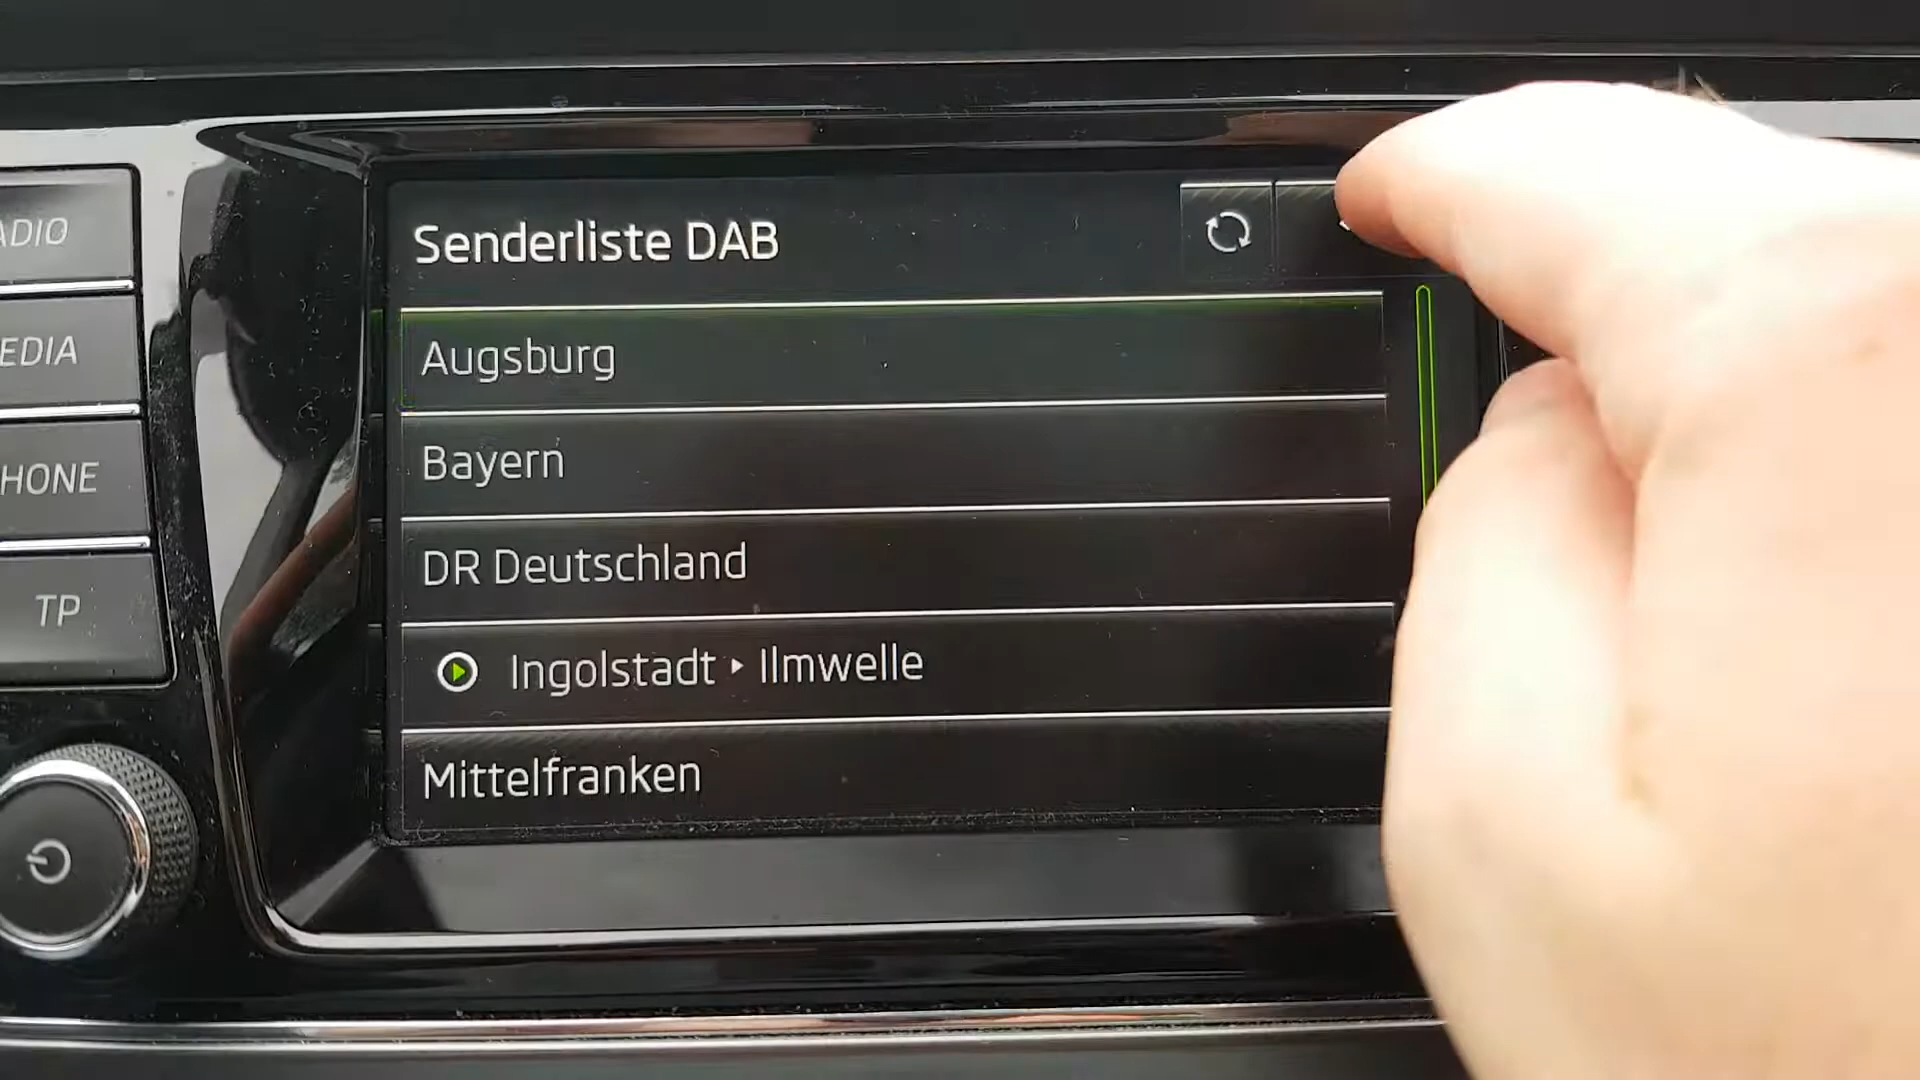 Senderliste DAB
Augsburg
Bayern
DR Deutschland
Ingolstadt ▸ Ilmwelle
Mittelfranken
ADIO
EDIA
HONE
TP